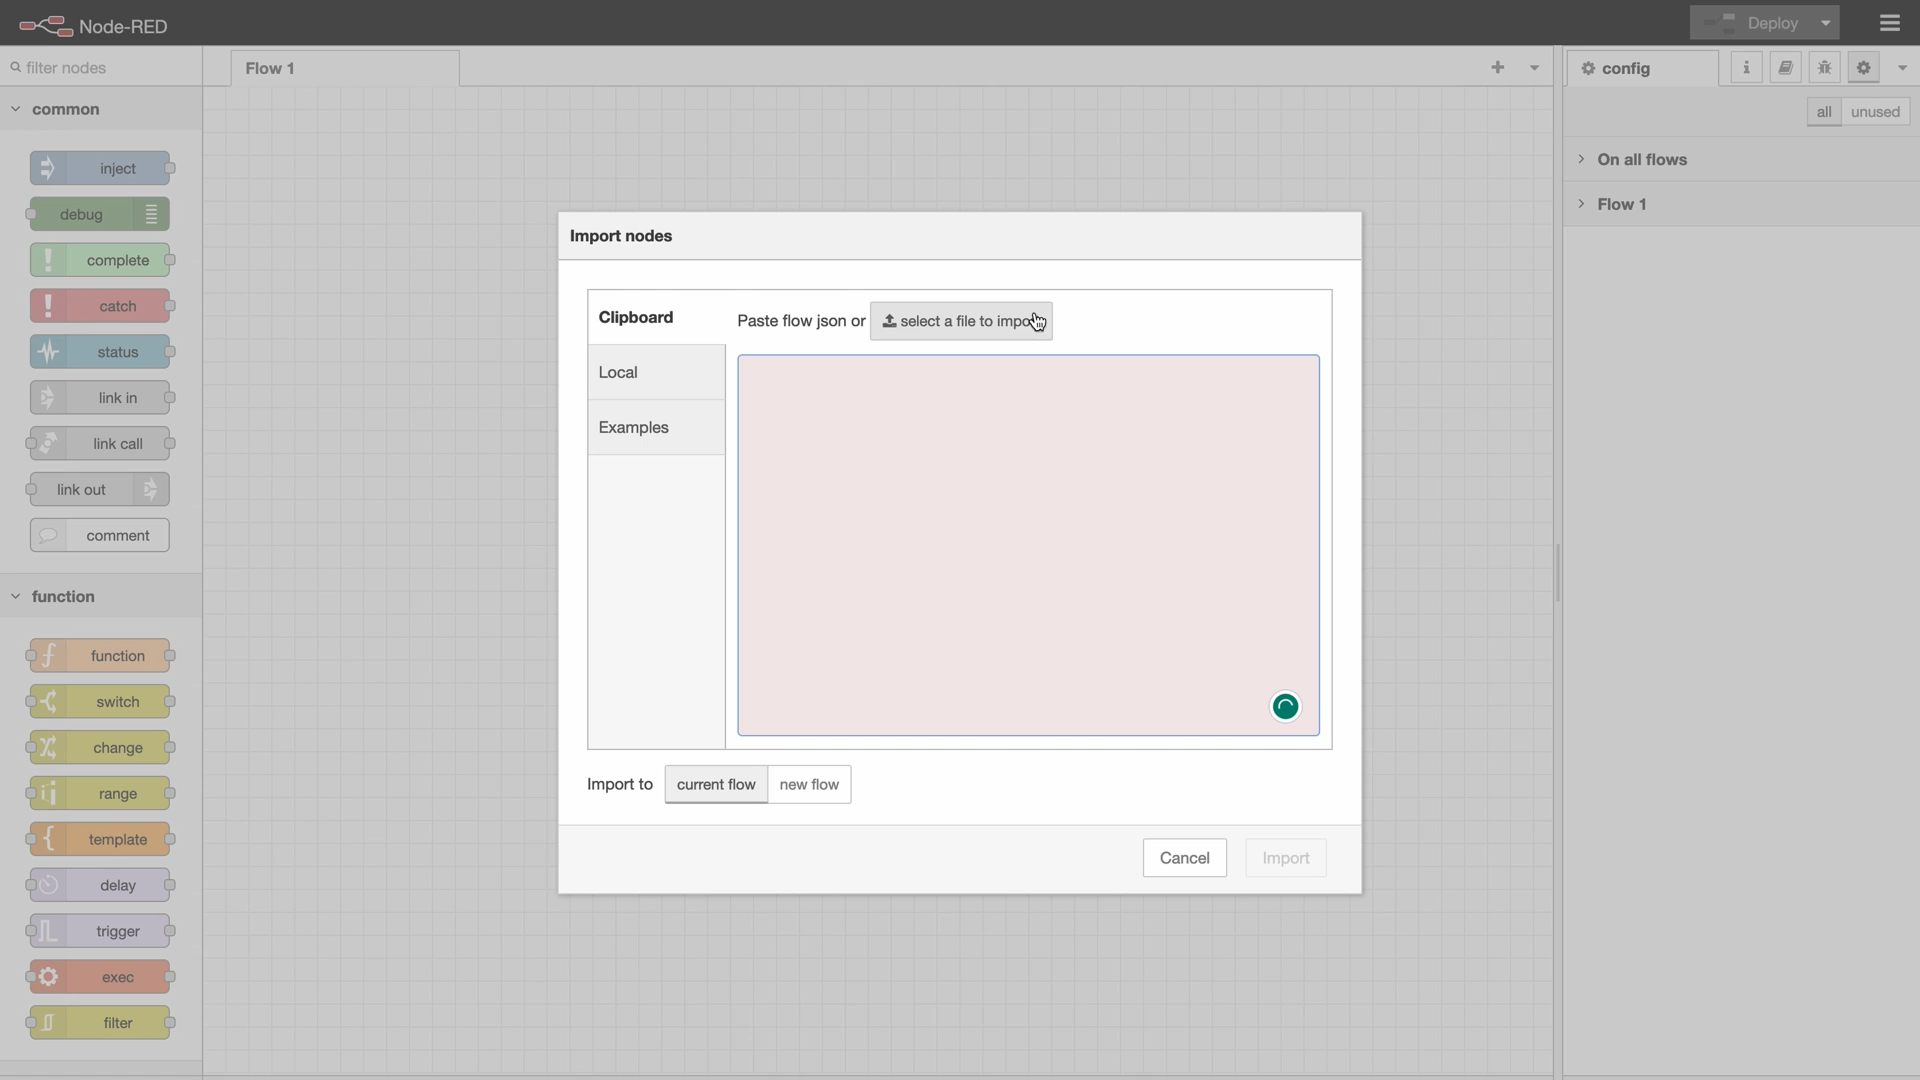 Node-RED
Deploy
filter nodes
Flow 1
config
i
all unused
common
On all flows
Flow 1
inject
debug
complete
catch
status
link in
link call
link out
comment
function
function
switch
change
range
template
delay
trigger
exec
filter
Import nodes
Clipboard
Paste flow json or select a file to impo
Local
Examples
Import to current flow new flow
Cancel Import